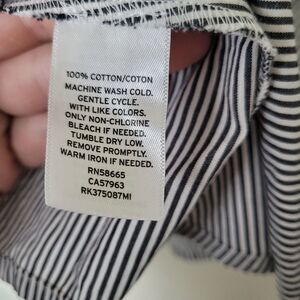 100% COTTON/COTON
MACHINE WASH COLD.
GENTLE CYCLE.
WITH LIKE COLORS.
ONLY NON-CHLORINE
BLEACH IF NEEDED.
TUMBLE DRY LOW.
REMOVE PROMPTLY.
WARM IRON IF NEEDED.
RN58665
CA57963
RK375087MI